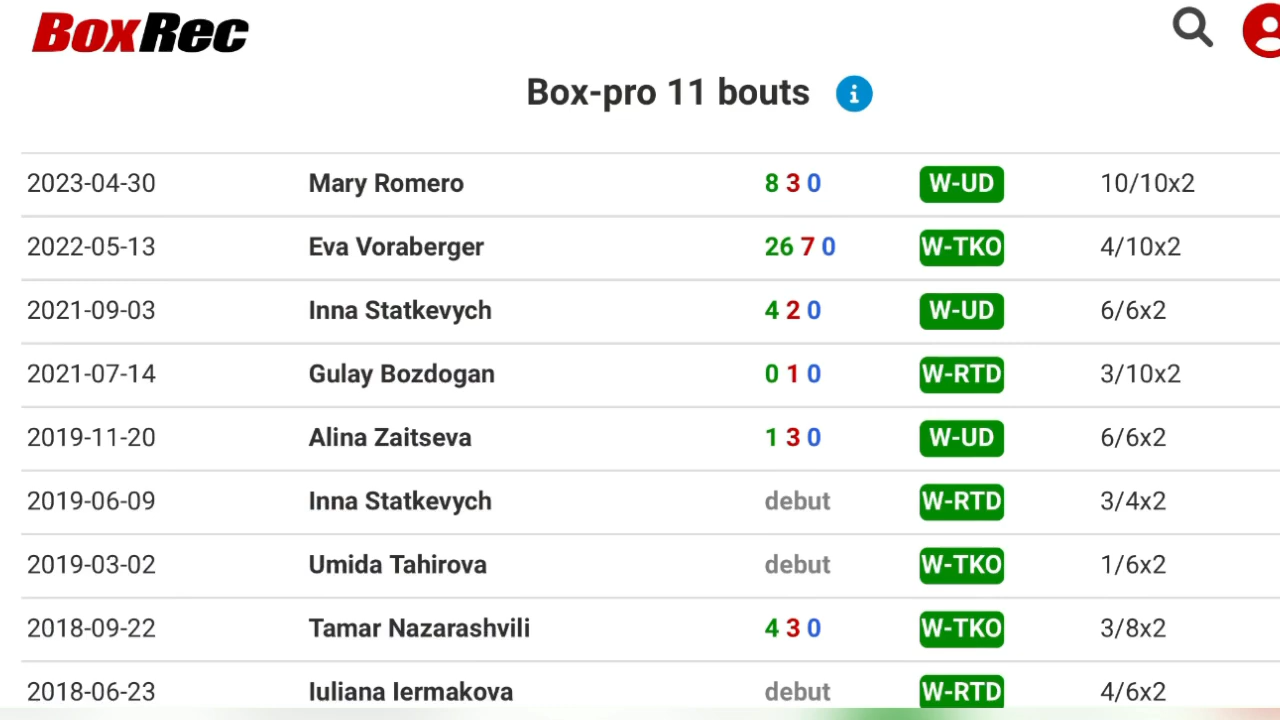 BoxRec
Box-pro 11 bouts i
2023-04-30 Mary Romero 8 3 0 W-UD 10/10x2
2022-05-13 Eva Voraberger 26 7 0 W-TKO 4/10x2
2021-09-03 Inna Statkevych 4 2 0 W-UD 6/6x2
2021-07-14 Gulay Bozdogan 0 1 0 W-RTD 3/10x2
2019-11-20 Alina Zaitseva 1 3 0 W-UD 6/6x2
2019-06-09 Inna Statkevych debut W-RTD 3/4x2
2019-03-02 Umida Tahirova debut W-TKO 1/6x2
2018-09-22 Tamar Nazarashvili 4 3 0 W-TKO 3/8x2
2018-06-23 Iuliana Iermakova debut W-RTD 4/6x2